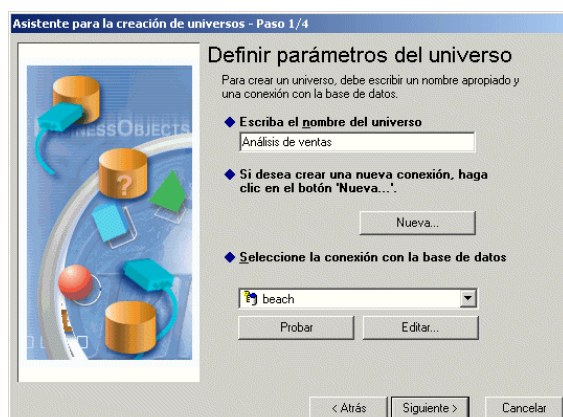 Asistente para la creación de universos - Paso 1/4
BUSINESSOBJECTS
Definir parámetros del universo
Para crear un universo, debe escribir un nombre apropiado y
una conexión con la base de datos.
Escriba el nombre del universo
Análisis de ventas
Si desea crear una nueva conexión, haga
clic en el botón 'Nueva...'.
Nueva...
Seleccione la conexión con la base de datos
beach
Probar
Editar...
< Atrás
Siguiente >
Cancelar